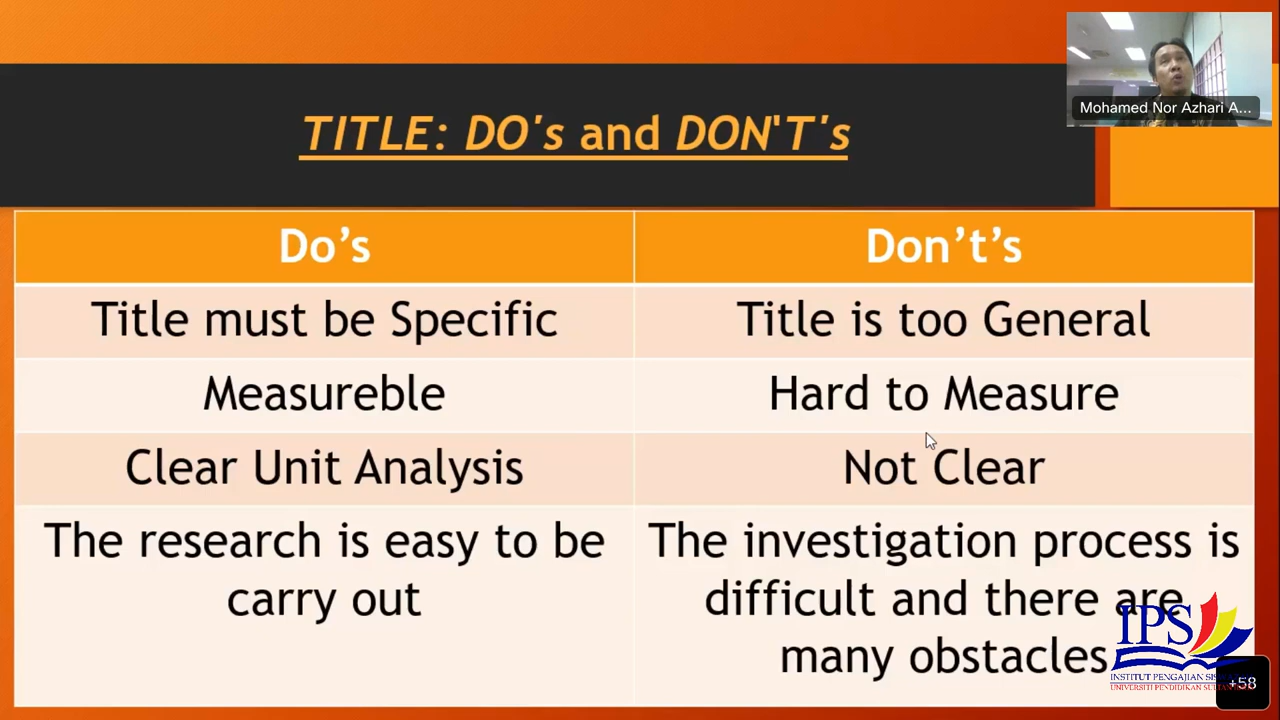 Mohamed Nor Azhari A...
TITLE: DO's and DON'T's
Do’s
Don’t’s
Title must be Specific
Title is too General
Measureble
Hard to Measure
Clear Unit Analysis
Not Clear
The research is easy to be
carry out
The investigation process is
difficult and there are
many obstacles
IPS
INSTITUT PENGAJIAN
UNIVERSITI PENDIDIKAN SULTAN
+58